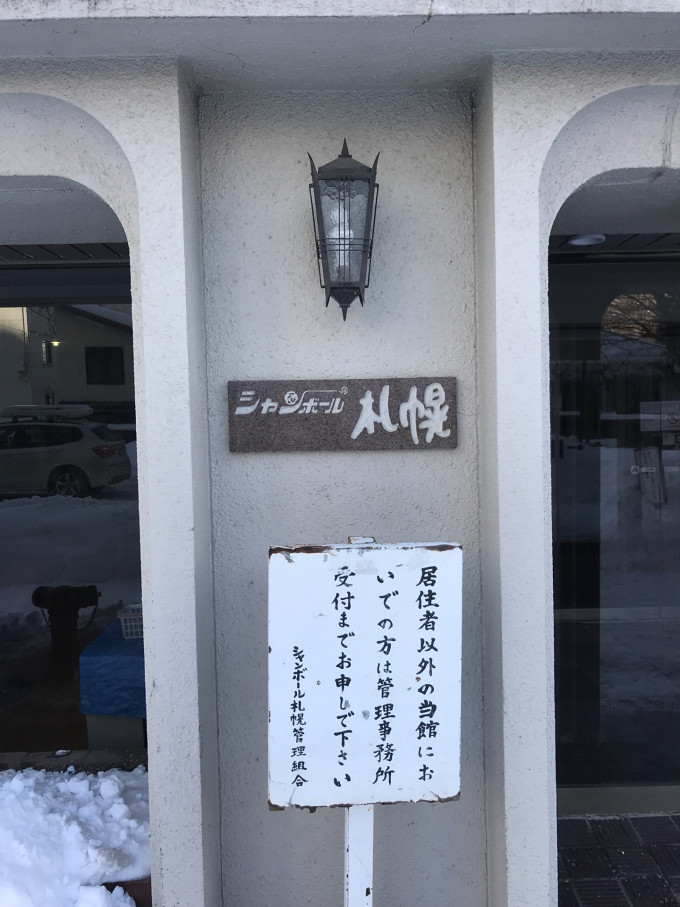 シャンボール 札幌
居住者以外の当館にお
いでの方は管理事務所
受付までお申しで下さい
シャンボール札幌管理組合